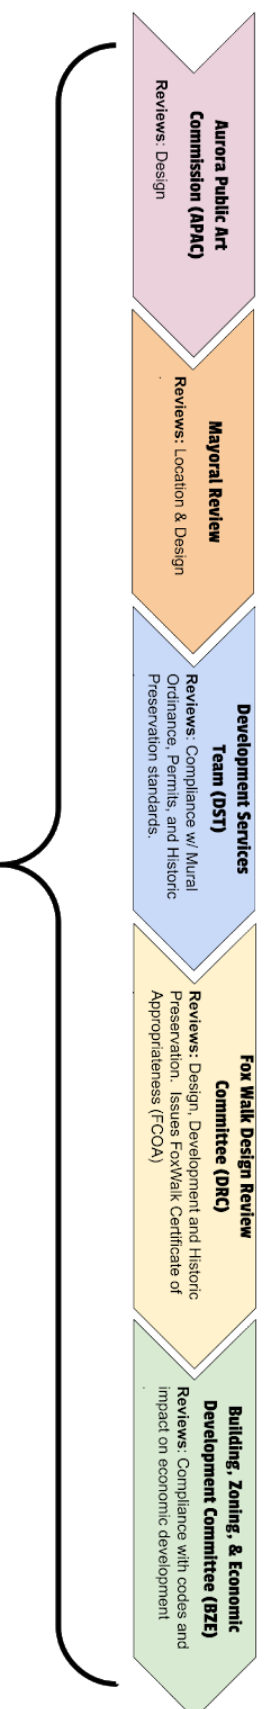 Aurora Public Art
Commission (APAC)
Reviews: Design
Mayoral Review
Reviews: Location & Design
Development Services
Team (DST)
Reviews: Compliance w/ Mural
Ordinance, Permits, and Historic
Preservation standards.
Fox Walk Design Review
Committee (DRC)
Reviews: Design, Development and Historic
Preservation. Issues FoxWalk Certificate of
Appropriateness (FCOA)
Building, Zoning, & Economic
Development Committee (BZE)
Reviews: Compliance with codes and
impact on economic development